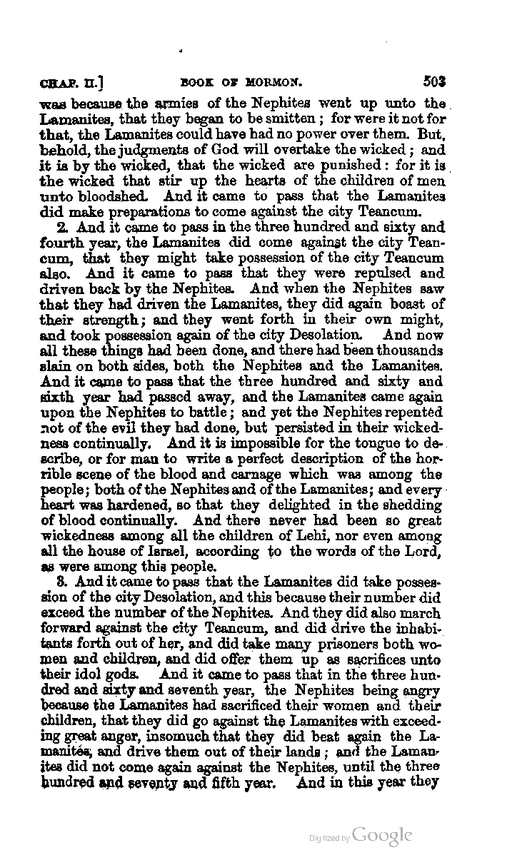 CHAP. II.] BOOK OF MORMON. 503
was because the armies of the Nephites went up unto the
Lamanites, that they began to be smitten; for were it not for
that, the Lamanites could have had no power over them. But,
behold, the judgments of God will overtake the wicked; and
it is by the wicked, that the wicked are punished: for it is
the wicked that stir up the hearts of the children of men
unto bloodshed. And it came to pass that the Lamanites
did make preparations to come against the city Teancum.
2. And it came to pass in the three hundred and sixty and
fourth year, the Lamanites did come against the city Tean-
cum, that they might take possession of the city Teancum
also. And it came to pass that they were repulsed and
driven back by the Nephites. And when the Nephites saw
that they had driven the Lamanites, they did again boast of
their strength; and they went forth in their own might,
and took possession again of the city Desolation. And now
all these things had been done, and there had been thousands
slain on both sides, both the Nephites and the Lamanites.
And it came to pass that the three hundred and sixty and
sixth year had passed away, and the Lamanites came again
upon the Nephites to battle; and yet the Nephites repented
not of the evil they had done, but persisted in their wicked-
ness continually. And it is impossible for the tongue to de-
scribe, or for man to write a perfect description of the hor-
rible scene of the blood and carnage which was among the
people; both of the Nephites and of the Lamanites; and every
heart was hardened, so that they delighted in the shedding
of blood continually. And there never had been so great
wickedness among all the children of Lehi, nor even among
all the house of Israel, according to the words of the Lord,
as were among this people.
3. And it came to pass that the Lamanites did take posses-
sion of the city Desolation, and this because their number did
exceed the number of the Nephites. And they did also march
forward against the city Teancum, and did drive the inhabi-
tants forth out of her, and did take many prisoners both wo-
men and children, and did offer them up as sacrifices unto
their idol gods. And it came to pass that in the three hun-
dred and sixty and seventh year, the Nephites being angry
because the Lamanites had sacrificed their women and their
children, that they did go against the Lamanites with exceed-
ing great anger, insomuch that they did beat again the La-
manites, and drive them out of their lands; and the Laman-
ites did not come again against the Nephites, until the three
hundred and seventy and fifth year. And in this year they
Digitized by Google